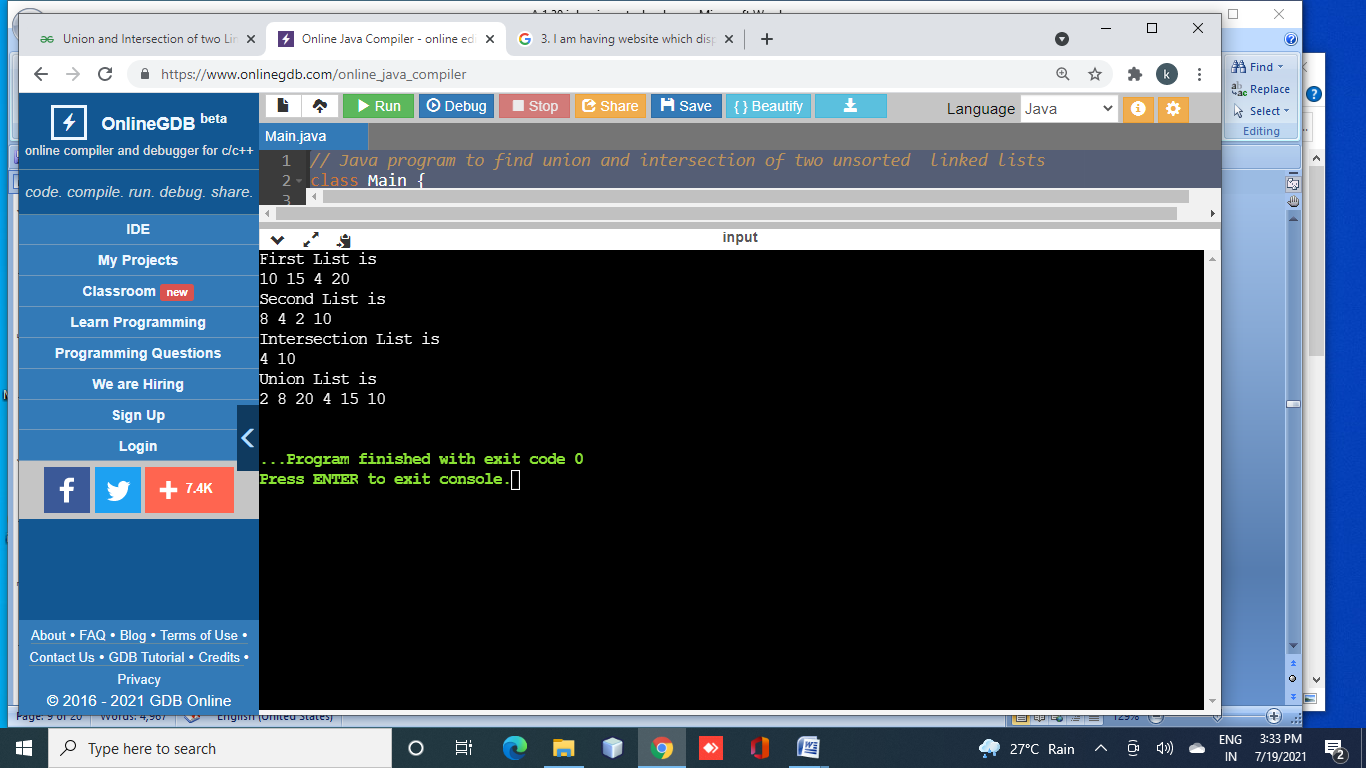 Union and Intersection of two Lin
Online Java Compiler - online ed
3. I am having website which disp
https://www.onlinegdb.com/online_java_compiler
k
Find
Replace
Select
Editing
OnlineGDB beta
online compiler and debugger for c/c++
code. compile. run. debug. share.
IDE
My Projects
Classroom new
Learn Programming
Programming Questions
We are Hiring
Sign Up
Login
7.4K
About • FAQ • Blog • Terms of Use •
Contact Us • GDB Tutorial • Credits •
Privacy
© 2016 - 2021 GDB Online
Run Debug Stop Share Save { } Beautify
Language Java
Main.java
1 // Java program to find union and intersection of two unsorted  linked lists
2 class Main {
3
input
First List is
10 15 4 20
Second List is
8 4 2 10
Intersection List is
4 10
Union List is
2 8 20 4 15 10
...Program finished with exit code 0
Press ENTER to exit console.
Page: 9 of 20 Words: 4,967 English (United States) 129%
Type here to search
27°C Rain
ENG
IN
3:33 PM
7/19/2021
2